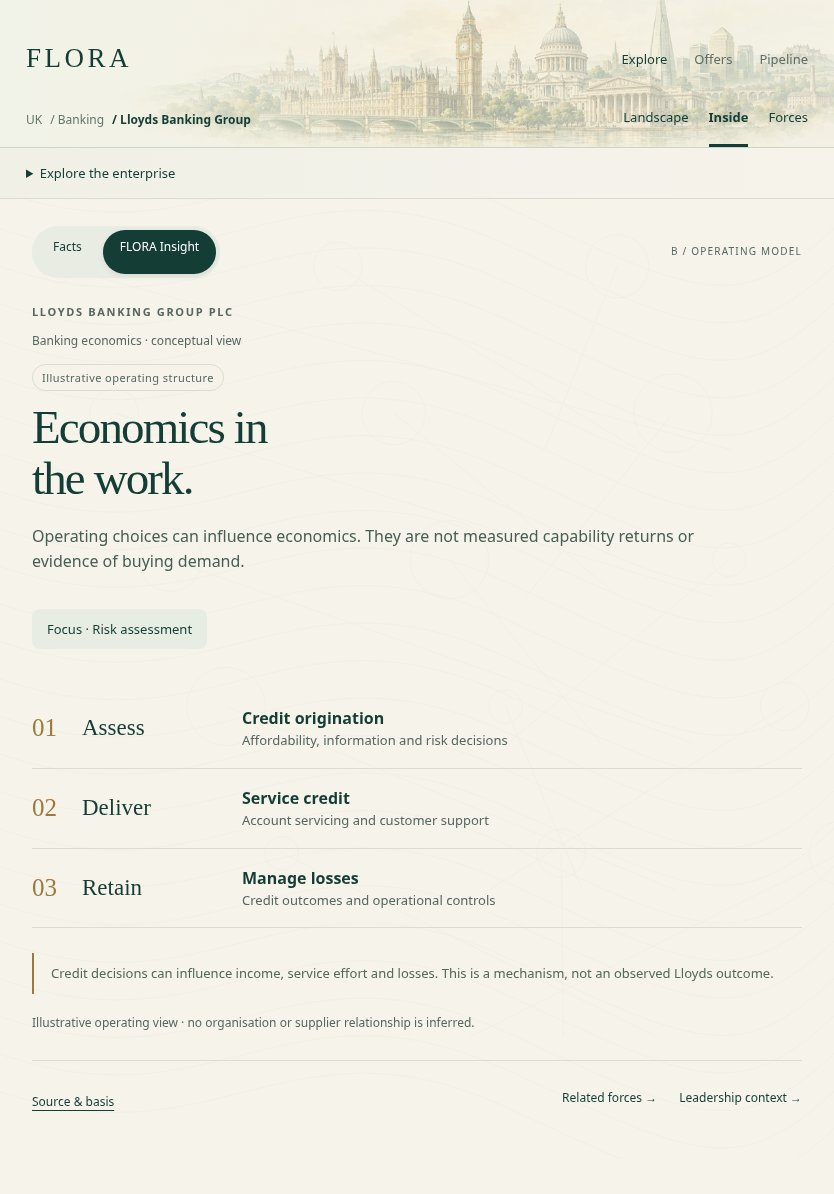 FLORA
Explore Offers Pipeline
UK / Banking / Lloyds Banking Group
Landscape Inside Forces
▶ Explore the enterprise
Facts FLORA Insight
B / OPERATING MODEL
LLOYDS BANKING GROUP PLC
Banking economics · conceptual view
Illustrative operating structure
Economics in
the work.
Operating choices can influence economics. They are not measured capability returns or
evidence of buying demand.
Focus · Risk assessment
01 Assess
Credit origination
Affordability, information and risk decisions
02 Deliver
Service credit
Account servicing and customer support
03 Retain
Manage losses
Credit outcomes and operational controls
Credit decisions can influence income, service effort and losses. This is a mechanism, not an observed Lloyds outcome.
Illustrative operating view · no organisation or supplier relationship is inferred.
Source & basis
Related forces → Leadership context →